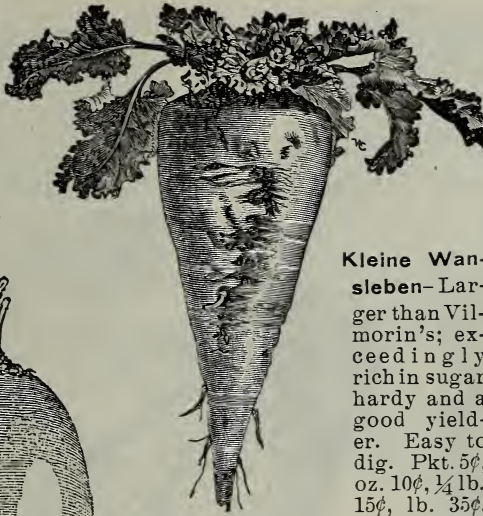 Kleine Wan-
sleben–Lar-
ger than Vil-
morin's; ex-
ceedingly
rich in sugar
hardy and a
good yield-
er. Easy to
dig. Pkt. 5¢,
oz. 10¢, ¼ lb.
15¢, lb. 35¢.